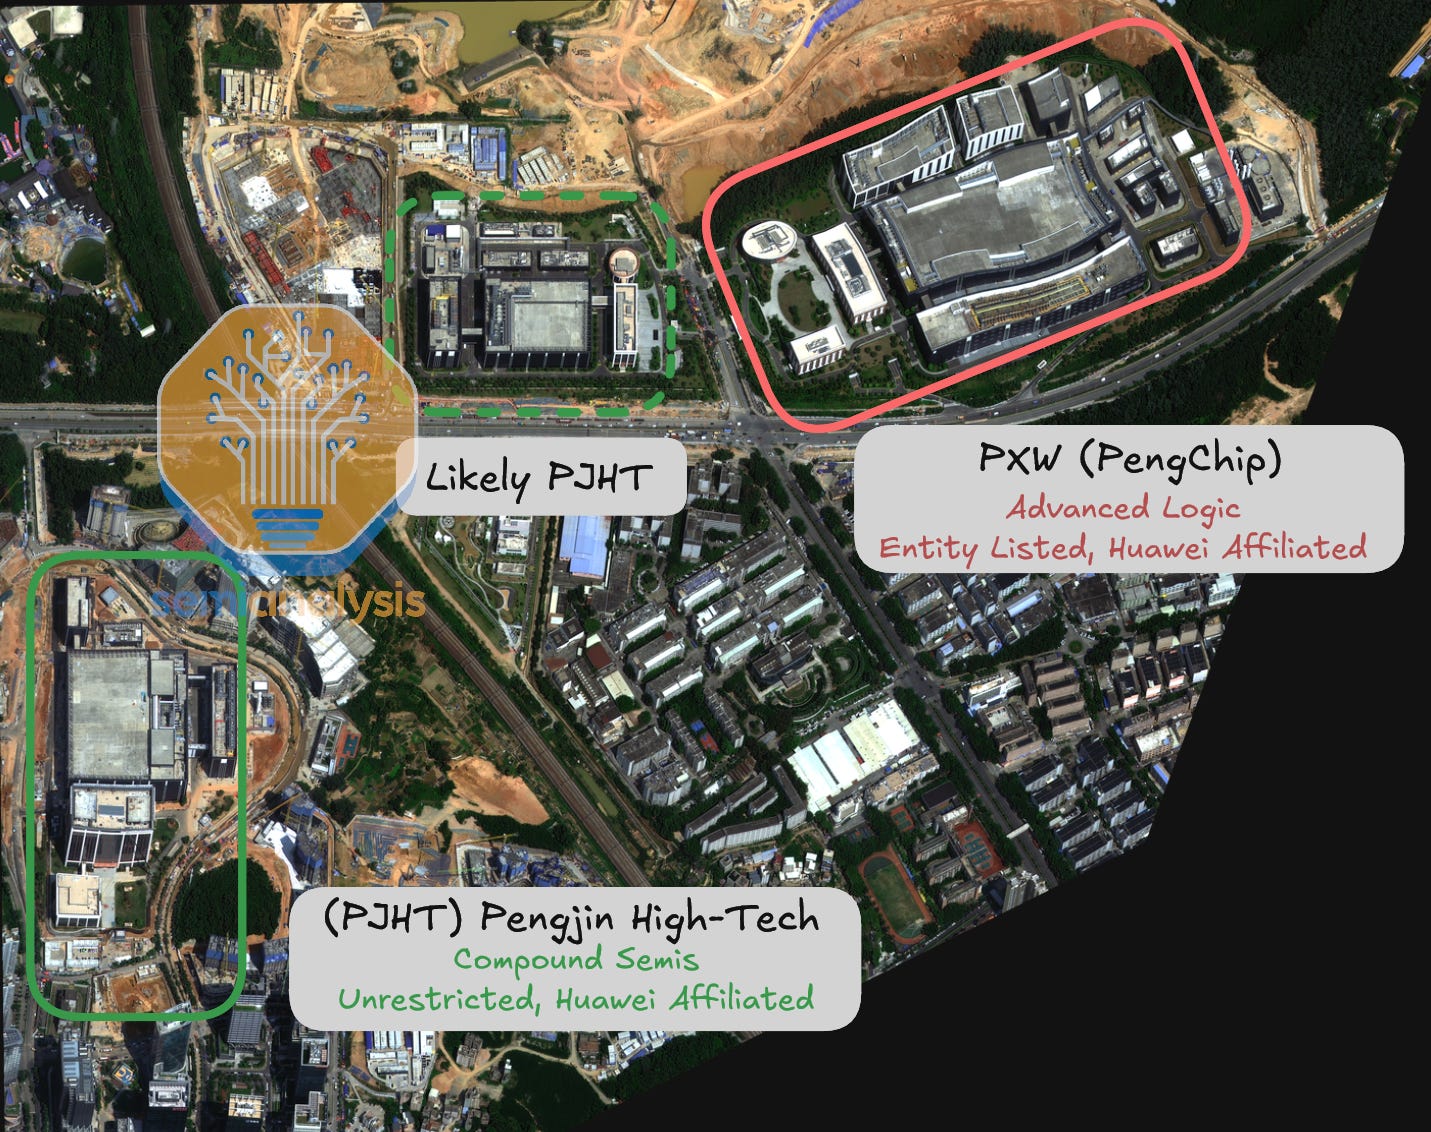 Likely PJHT
PXW (PengChip)
Advanced Logic
Entity Listed, Huawei Affiliated
semianalysis
(PJHT) Pengjin High-Tech
Compound Semis
Unrestricted, Huawei Affiliated